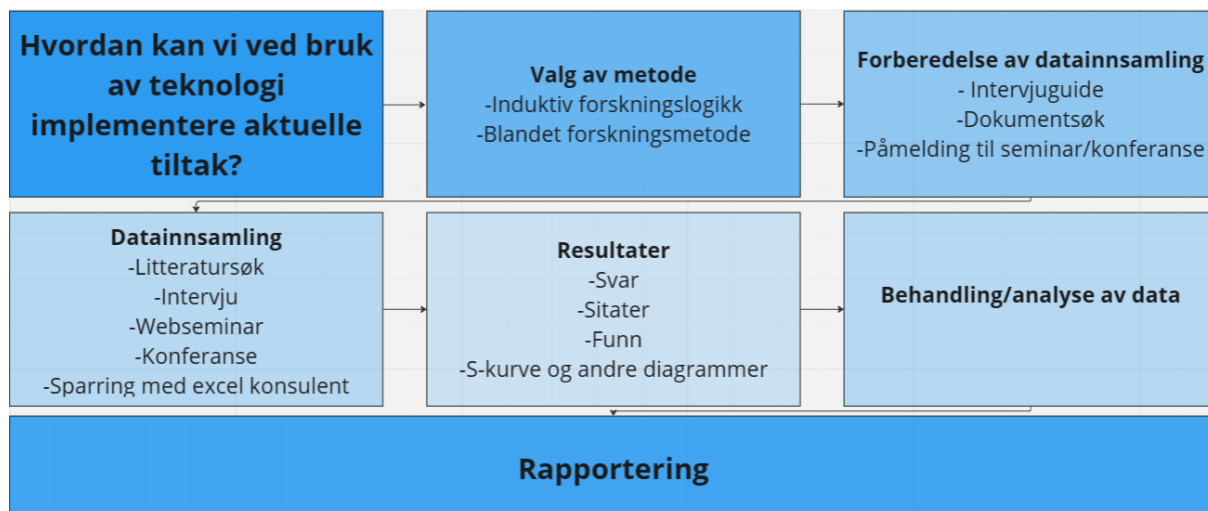 Hvordan kan vi ved bruk
av teknologi
implementere aktuelle
tiltak?
Valg av metode
-Induktiv forskningslogikk
-Blandet forskningsmetode
Forberedelse av datainnsamling
- Intervjuguide
-Dokumentsøk
-Påmelding til seminar/konferanse
Datainnsamling
-Litteratursøk
-Intervju
-Webseminar
-Konferanse
-Sparring med excel konsulent
Resultater
-Svar
-Sitater
-Funn
-S-kurve og andre diagrammer
Behandling/analyse av data
Rapportering